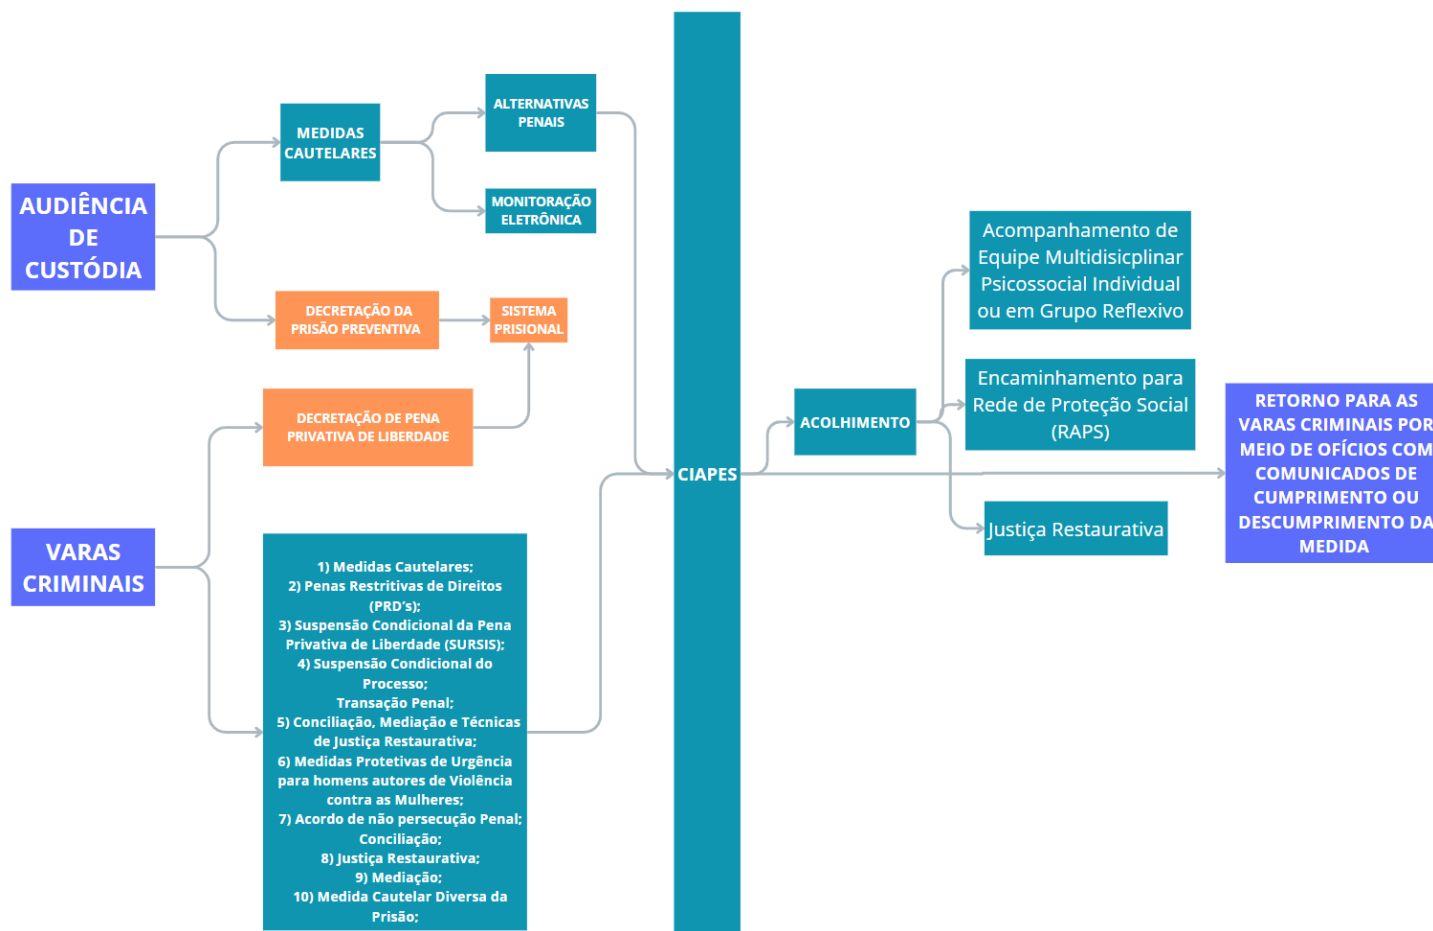 AUDIÊNCIA
DE
CUSTÓDIA
MEDIDAS
CAUTELARES
ALTERNATIVAS
PENAIS
MONITORAÇÃO
ELETRÔNICA
DECRETAÇÃO DA
PRISÃO PREVENTIVA
SISTEMA
PRISIONAL
DECRETAÇÃO DE PENA
PRIVATIVA DE LIBERDADE
VARAS
CRIMINAIS
1) Medidas Cautelares;
2) Penas Restritivas de Direitos
(PRD's);
3) Suspensão Condicional da Pena
Privativa de Liberdade (SURSIS);
4) Suspensão Condicional do
Processo;
Transação Penal;
5) Conciliação, Mediação e Técnicas
de Justiça Restaurativa;
6) Medidas Protetivas de Urgência
para homens autores de Violência
contra as Mulheres;
7) Acordo de não persecução Penal;
Conciliação;
8) Justiça Restaurativa;
9) Mediação;
10) Medida Cautelar Diversa da
Prisão;
CIAPES
ACOLHIMENTO
Acompanhamento de
Equipe Multidisicplinar
Psicossocial Individual
ou em Grupo Reflexivo
Encaminhamento para
Rede de Proteção Social
(RAPS)
Justiça Restaurativa
RETORNO PARA AS
VARAS CRIMINAIS POR
MEIO DE OFÍCIOS COM
COMUNICADOS DE
CUMPRIMENTO OU
DESCUMPRIMENTO DA
MEDIDA